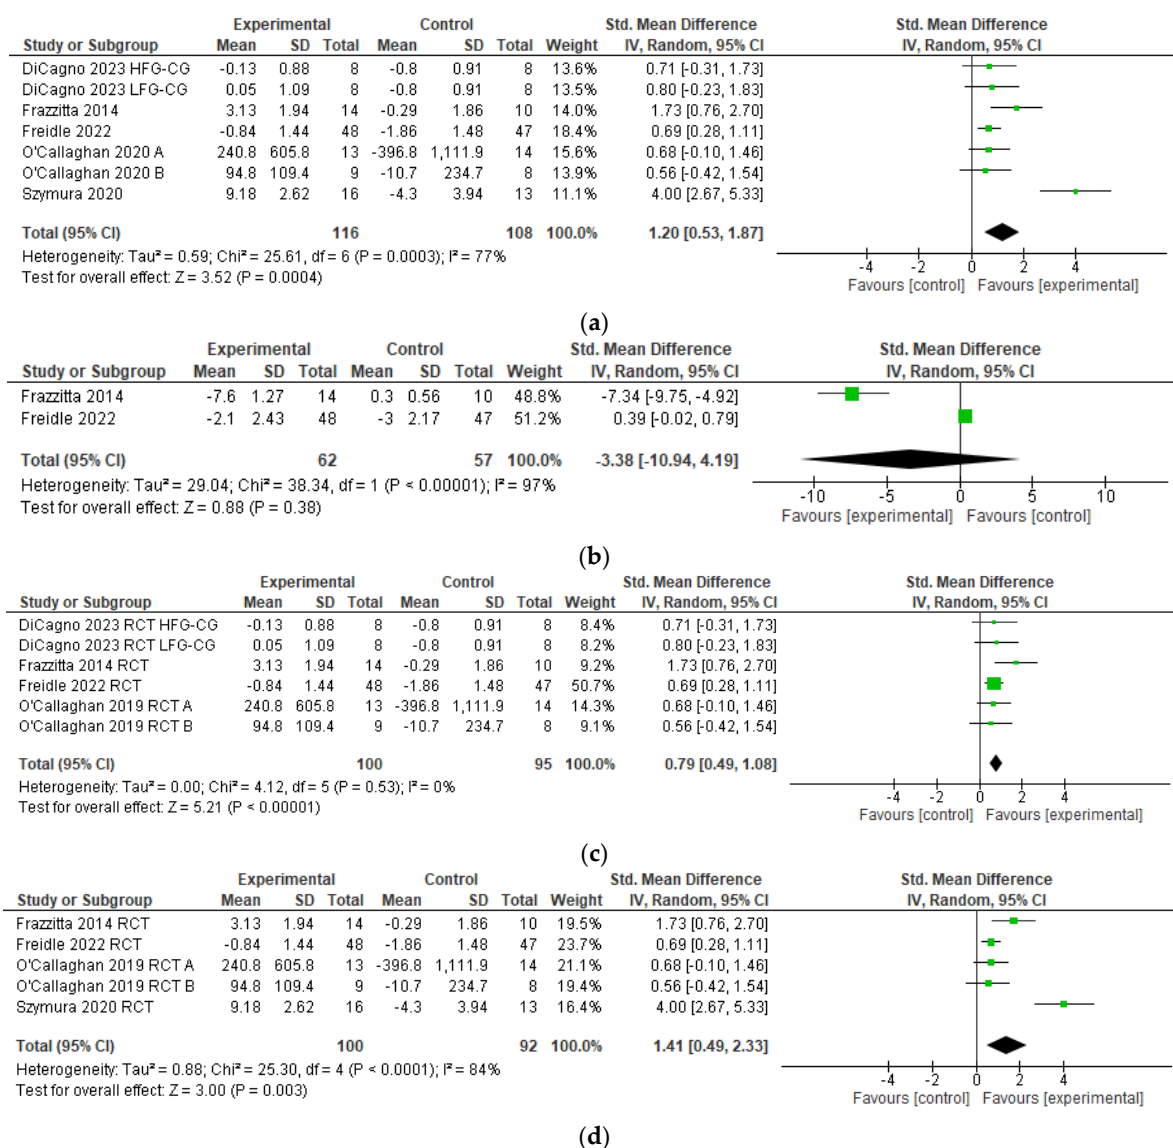 Experimental Control Std. Mean Difference Std. Mean Difference
Study or Subgroup Mean SD Total Mean SD Total Weight IV, Random, 95% CI IV, Random, 95% CI
DiCagno 2023 HFG-CG -0.13 0.88 8 -0.8 0.91 8 13.6% 0.71 [-0.31, 1.73]
DiCagno 2023 LFG-CG 0.05 1.09 8 -0.8 0.91 8 13.5% 0.80 [-0.23, 1.83]
Frazzitta 2014 3.13 1.94 14 -0.29 1.86 10 14.0% 1.73 [0.76, 2.70]
Freidle 2022 -0.84 1.44 48 -1.86 1.48 47 18.4% 0.69 [0.28, 1.11]
O'Callaghan 2020 A 240.8 605.8 13 -396.8 1,111.9 14 15.6% 0.68 [-0.10, 1.46]
O'Callaghan 2020 B 94.8 109.4 9 -10.7 234.7 8 13.9% 0.56 [-0.42, 1.54]
Szymura 2020 9.18 2.62 16 -4.3 3.94 13 11.1% 4.00 [2.67, 5.33]
Total (95% CI) 116 108 100.0% 1.20 [0.53, 1.87]
Heterogeneity: Tau² = 0.59; Chi² = 25.61, df = 6 (P = 0.0003); I² = 77%
Test for overall effect: Z = 3.52 (P = 0.0004)
-4 -2 0 2 4
Favours [control] Favours [experimental]
(a)
Experimental Control Std. Mean Difference Std. Mean Difference
Study or Subgroup Mean SD Total Mean SD Total Weight IV, Random, 95% CI IV, Random, 95% CI
Frazzitta 2014 -7.6 1.27 14 0.3 0.56 10 48.8% -7.34 [-9.75, -4.92]
Freidle 2022 -2.1 2.43 48 -3 2.17 47 51.2% 0.39 [-0.02, 0.79]
Total (95% CI) 62 57 100.0% -3.38 [-10.94, 4.19]
Heterogeneity: Tau² = 29.04; Chi² = 38.34, df = 1 (P < 0.00001); I² = 97%
Test for overall effect: Z = 0.88 (P = 0.38)
-10 -5 0 5 10
Favours [experimental] Favours [control]
(b)
Experimental Control Std. Mean Difference Std. Mean Difference
Study or Subgroup Mean SD Total Mean SD Total Weight IV, Random, 95% CI IV, Random, 95% CI
DiCagno 2023 RCT HFG-CG -0.13 0.88 8 -0.8 0.91 8 8.4% 0.71 [-0.31, 1.73]
DiCagno 2023 RCT LFG-CG 0.05 1.09 8 -0.8 0.91 8 8.2% 0.80 [-0.23, 1.83]
Frazzitta 2014 RCT 3.13 1.94 14 -0.29 1.86 10 9.2% 1.73 [0.76, 2.70]
Freidle 2022 RCT -0.84 1.44 48 -1.86 1.48 47 50.7% 0.69 [0.28, 1.11]
O'Callaghan 2019 RCT A 240.8 605.8 13 -396.8 1,111.9 14 14.3% 0.68 [-0.10, 1.46]
O'Callaghan 2019 RCT B 94.8 109.4 9 -10.7 234.7 8 9.1% 0.56 [-0.42, 1.54]
Total (95% CI) 100 95 100.0% 0.79 [0.49, 1.08]
Heterogeneity: Tau² = 0.00; Chi² = 4.12, df = 5 (P = 0.53); I² = 0%
Test for overall effect: Z = 5.21 (P < 0.00001)
-4 -2 0 2 4
Favours [control] Favours [experimental]
(c)
Experimental Control Std. Mean Difference Std. Mean Difference
Study or Subgroup Mean SD Total Mean SD Total Weight IV, Random, 95% CI IV, Random, 95% CI
Frazzitta 2014 RCT 3.13 1.94 14 -0.29 1.86 10 19.5% 1.73 [0.76, 2.70]
Freidle 2022 RCT -0.84 1.44 48 -1.86 1.48 47 23.7% 0.69 [0.28, 1.11]
O'Callaghan 2019 RCT A 240.8 605.8 13 -396.8 1,111.9 14 21.1% 0.68 [-0.10, 1.46]
O'Callaghan 2019 RCT B 94.8 109.4 9 -10.7 234.7 8 19.4% 0.56 [-0.42, 1.54]
Szymura 2020 RCT 9.18 2.62 16 -4.3 3.94 13 16.4% 4.00 [2.67, 5.33]
Total (95% CI) 100 92 100.0% 1.41 [0.49, 2.33]
Heterogeneity: Tau² = 0.88; Chi² = 25.30, df = 4 (P < 0.0001); I² = 84%
Test for overall effect: Z = 3.00 (P = 0.003)
-4 -2 0 2 4
Favours [control] Favours [experimental]
(d)